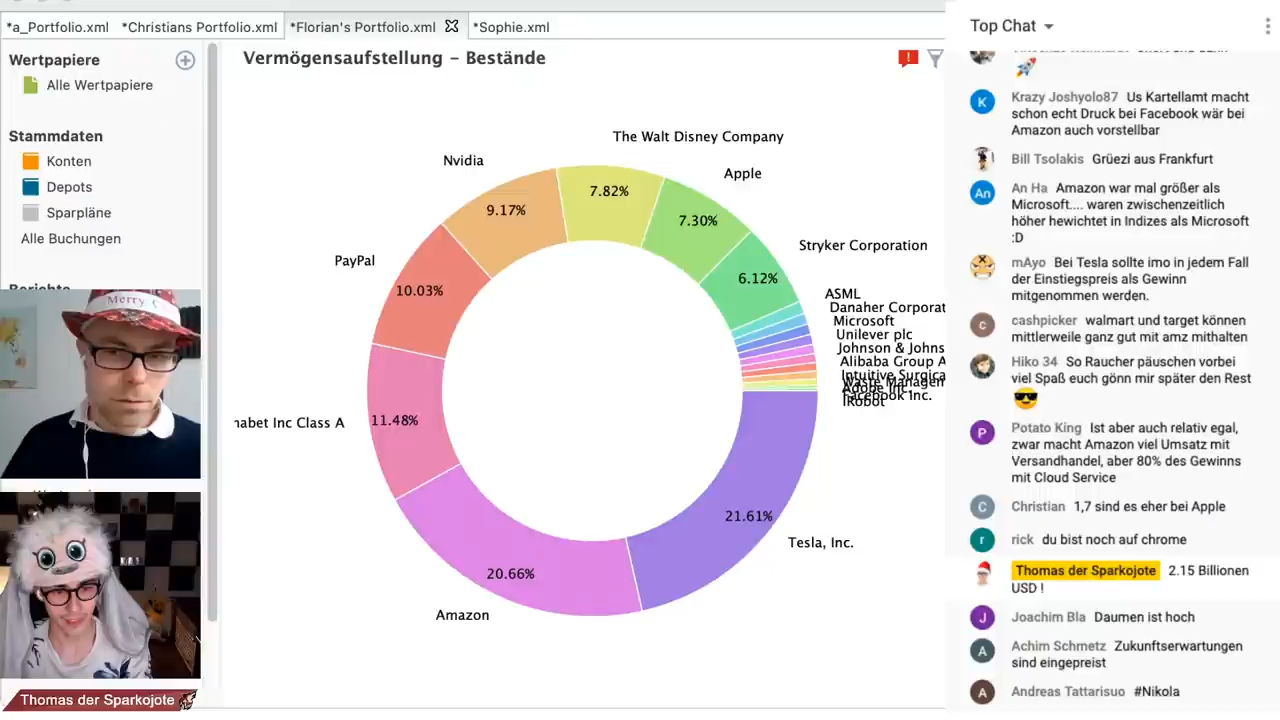 *a_Portfolio.xml *Christians Portfolio.xml *Florian's Portfolio.xml *Sophie.xml
Wertpapiere
Alle Wertpapiere
Stammdaten
Konten
Depots
Sparpläne
Alle Buchungen
Merry C
Thomas der Sparkojote
Vermögensaufstellung – Bestände
The Walt Disney Company
Nvidia
Apple
7.82%
9.17%
7.30%
Stryker Corporation
PayPal
6.12%
10.03%
ASML
Danaher Corporat
Microsoft
Unilever plc
Johnson & Johns
Alibaba Group A
Intuitive Surgica
Waste Managem
Adobe Inc.
Facebook Inc.
iRobot
nabet Inc Class A
11.48%
21.61%
Tesla, Inc.
20.66%
Amazon
Top Chat
Krazy Joshyolo87 Us Kartellamt macht
schon echt Druck bei Facebook wär bei
Amazon auch vorstellbar
Bill Tsolakis Grüezi aus Frankfurt
An
An Ha Amazon war mal größer als
Microsoft.... waren zwischenzeitlich
höher hewichtet in Indizes als Microsoft
:D
mAyo Bei Tesla sollte imo in jedem Fall
der Einstiegspreis als Gewinn
mitgenommen werden.
cashpicker walmart und target können
mittlerweile ganz gut mit amz mithalten
Hiko 34 So Raucher päuschen vorbei
viel Spaß euch gönn mir später den Rest
Potato King Ist aber auch relativ egal,
zwar macht Amazon viel Umsatz mit
Versandhandel, aber 80% des Gewinns
mit Cloud Service
Christian 1,7 sind es eher bei Apple
rick du bist noch auf chrome
Thomas der Sparkojote 2.15 Billionen
USD !
Joachim Bla Daumen ist hoch
Achim Schmetz Zukunftserwartungen
sind eingepreist
Andreas Tattarisuo #Nikola